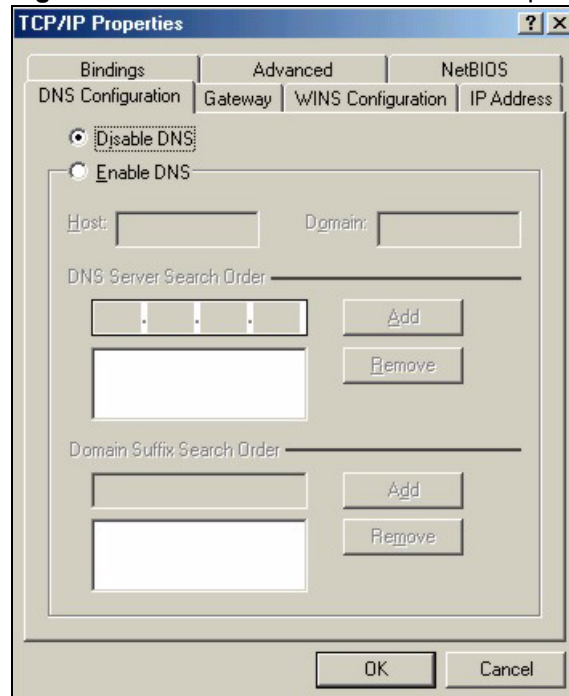 TCP/IP Properties
Bindings Advanced NetBIOS
DNS Configuration Gateway WINS Configuration IP Address
Disable DNS
Enable DNS
Host: Domain:
DNS Server Search Order
Add
Remove
Domain Suffix Search Order
Add
Remove
OK Cancel